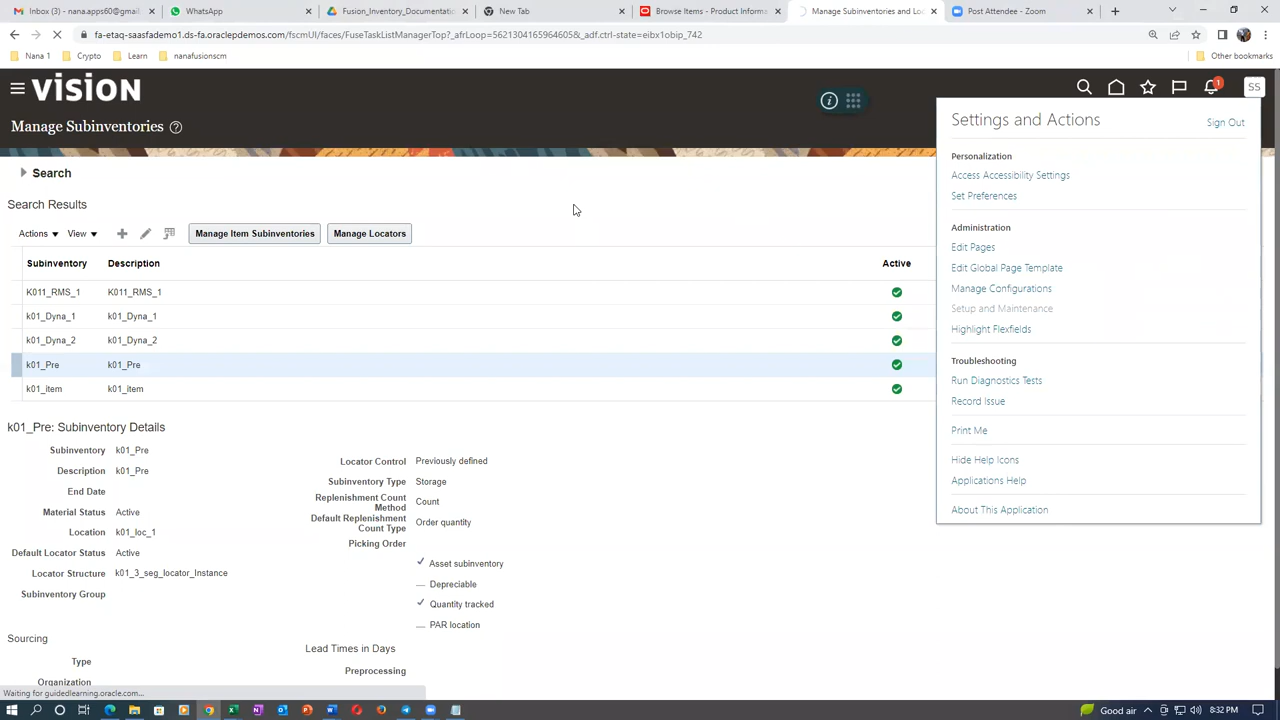 Inbox (3) - nana.apps60@gmail.
WhatsApp
Fusion_Inventory_Documentation
New Tab
Browse Items - Product Informa
Manage Subinventories and Loc
Post Attendee - Zoom
fa-etaq-saasfademo1.ds-fa.oraclepdemos.com/fscmUI/faces/FuseTaskListManagerTop?_afrLoop=56213041659646​05&_adf.ctrl-state=eibx1obip_742
Nana 1
Crypto
Learn
nanafusionscm
Other bookmarks
VISION
1
SS
Manage Subinventories
Settings and Actions
Sign Out
Personalization
Access Accessibility Settings
Set Preferences
Administration
Edit Pages
Edit Global Page Template
Manage Configurations
Setup and Maintenance
Highlight Flexfields
Troubleshooting
Run Diagnostics Tests
Record Issue
Print Me
Hide Help Icons
Applications Help
About This Application
Search
Search Results
Actions View Manage Item Subinventories Manage Locators
Subinventory Description Active
K011_RMS_1 K011_RMS_1
k01_Dyna_1 k01_Dyna_1
k01_Dyna_2 k01_Dyna_2
k01_Pre k01_Pre
k01_item k01_item
k01_Pre: Subinventory Details
Subinventory k01_Pre
Description k01_Pre
End Date
Material Status Active
Location k01_loc_1
Default Locator Status Active
Locator Structure k01_3_seg_locator_Instance
Subinventory Group
Locator Control Previously defined
Subinventory Type Storage
Replenishment Count Method Count
Default Replenishment Count Type Order quantity
Picking Order
Asset subinventory
Depreciable
Quantity tracked
PAR location
Sourcing
Type
Organization
Lead Times in Days
Preprocessing
Waiting for guidedlearning.oracle.com...
Good air
8:32 PM